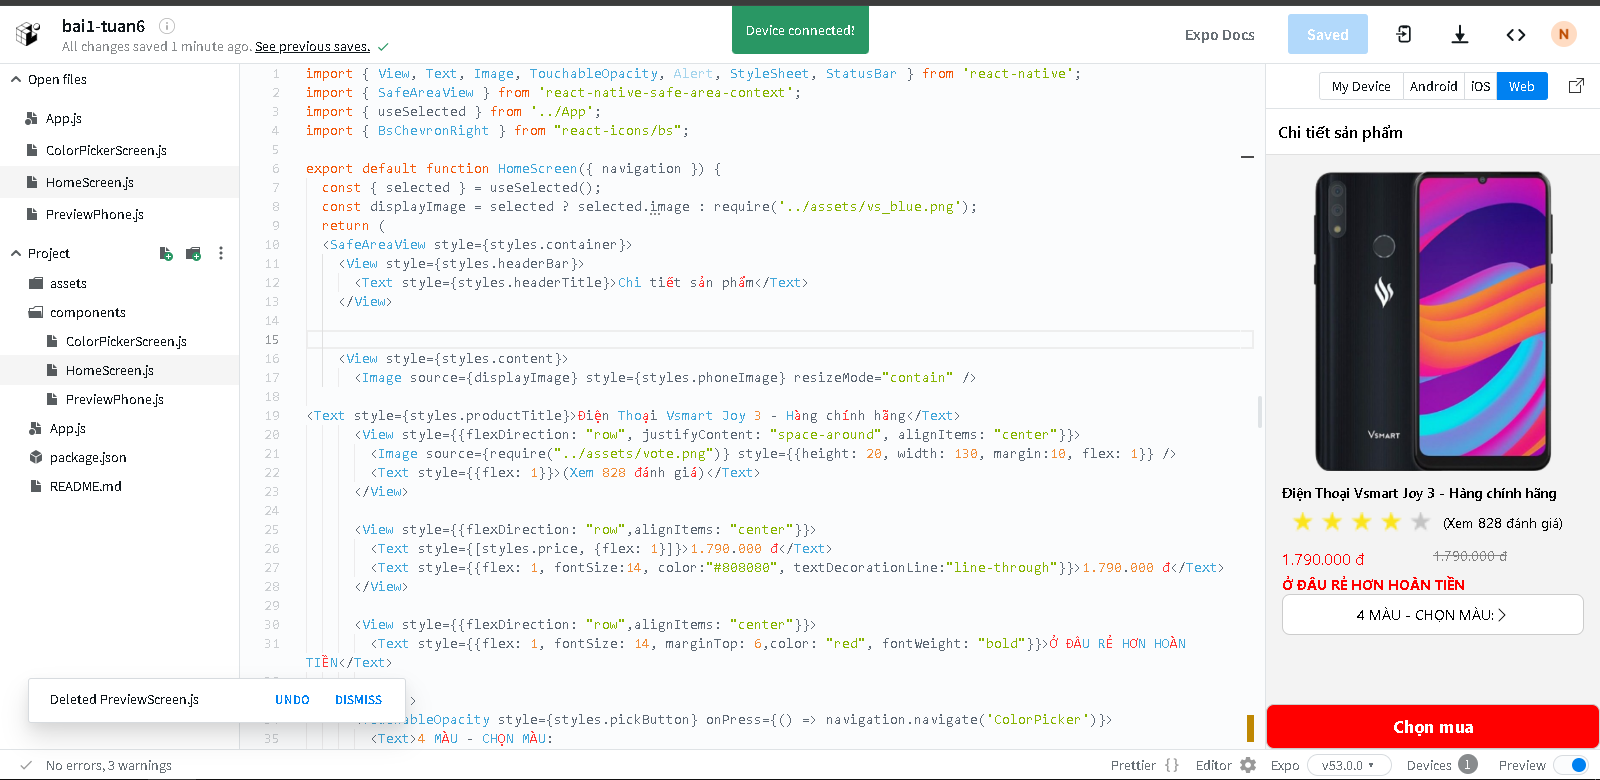 bai1-tuan6
All changes saved 1 minute ago. See previous saves.
Device connected!
Expo Docs
Saved
N
Open files
App.js
ColorPickerScreen.js
HomeScreen.js
PreviewPhone.js
Project
assets
components
ColorPickerScreen.js
HomeScreen.js
PreviewPhone.js
App.js
package.json
README.md
1 import { View, Text, Image, TouchableOpacity, Alert, StyleSheet, StatusBar } from 'react-native';
2 import { SafeAreaView } from 'react-native-safe-area-context';
3 import { useSelected } from '../App';
4 import { BsChevronRight } from "react-icons/bs";
5
6 export default function HomeScreen({ navigation }) {
7 const { selected } = useSelected();
8 const displayImage = selected ? selected.image : require('../assets/vs_blue.png');
9 return (
10 <SafeAreaView style={styles.container}>
11 <View style={styles.headerBar}>
12 <Text style={styles.headerTitle}>Chi tiết sản phẩm</Text>
13 </View>
14
15
16 <View style={styles.content}>
17 <Image source={displayImage} style={styles.phoneImage} resizeMode="contain" />
18
19 <Text style={styles.productTitle}>Điện Thoại Vsmart Joy 3 - Hàng chính hãng</Text>
20 <View style={{flexDirection: "row", justifyContent: "space-around", alignItems: "center"}}>
21 <Image source={require("../assets/vote.png")} style={{height: 20, width: 130, margin:10, flex: 1}} />
22 <Text style={{flex: 1}}>(Xem 828 đánh giá)</Text>
23 </View>
24
25 <View style={{flexDirection: "row",alignItems: "center"}}>
26 <Text style={[styles.price, {flex: 1}]}>1.790.000 đ</Text>
27 <Text style={{flex: 1, fontSize:14, color:"#808080", textDecorationLine:"line-through"}}>1.790.000 đ</Text>
28 </View>
29
30 <View style={{flexDirection: "row",alignItems: "center"}}>
31 <Text style={{flex: 1, fontSize: 14, marginTop: 6,color: "red", fontWeight: "bold"}}>Ở ĐÂU RẺ HƠN HOÀN
TIỀN</Text>
>
hableOpacity style={styles.pickButton} onPress={() => navigation.navigate('ColorPicker')}>
35 <Text>4 MÀU - CHỌN MÀU:
Deleted PreviewScreen.js
UNDO
DISMISS
My Device
Android
iOS
Web
Chi tiết sản phẩm
VSMART
Điện Thoại Vsmart Joy 3 - Hàng chính hãng
(Xem 828 đánh giá)
1.790.000 đ
1.790.000 đ
Ở ĐÂU RẺ HƠN HOÀN TIỀN
4 MÀU - CHỌN MÀU:
Chọn mua
No errors, 3 warnings
Prettier {}
Editor
Expo
v53.0.0
Devices 1
Preview